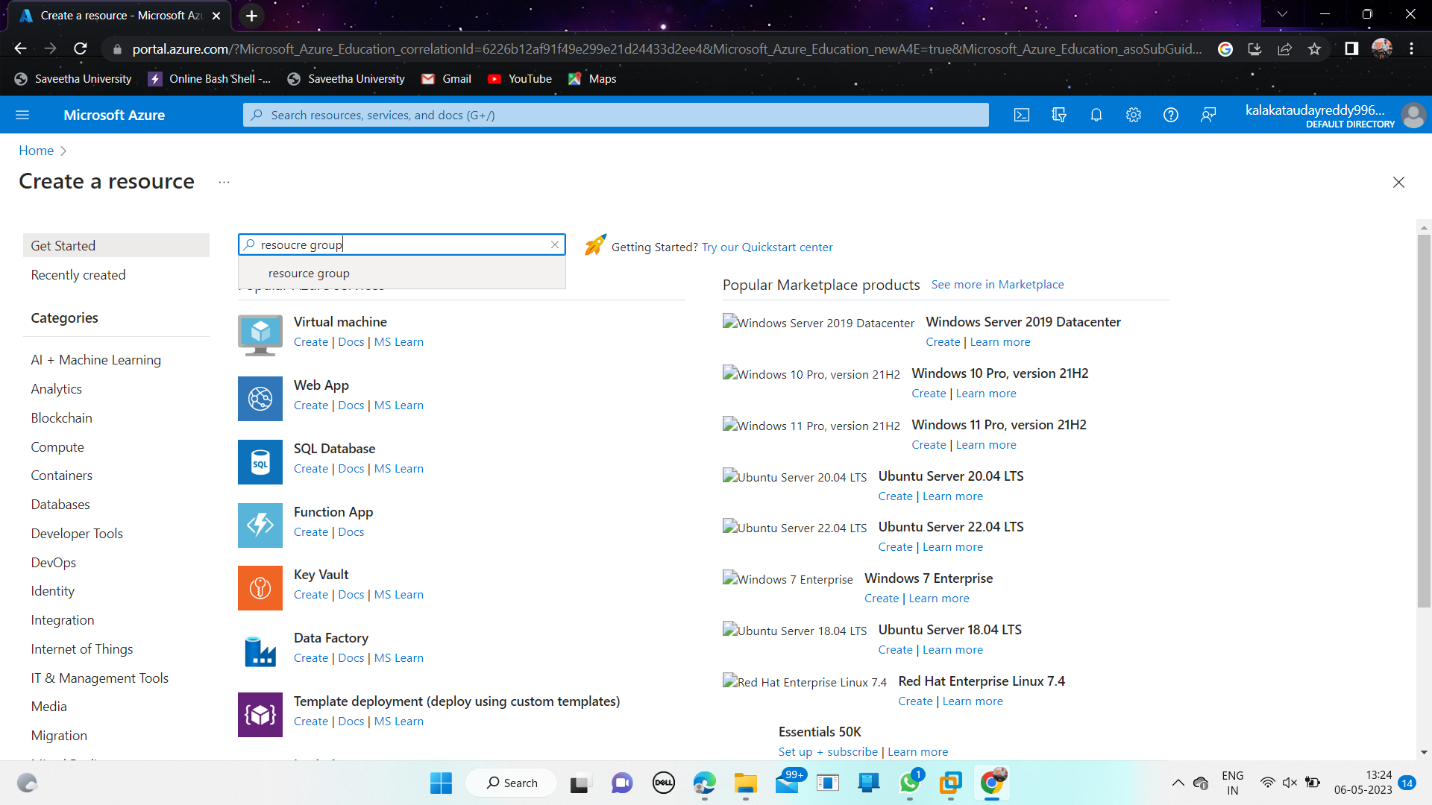 Create a resource - Microsoft Az
portal.azure.com/?Microsoft_Azure_Education_correlationId=6226b12af91f49e299e21d24433d2ee4&Microsoft_Azure_Education_newA4E=true&Microsoft_Azure_Education_asoSubGuid...
Saveetha University
Online Bash Shell -...
Saveetha University
Gmail
YouTube
Maps
Microsoft Azure
Search resources, services, and docs (G+/)
kalakataudayreddy996...
DEFAULT DIRECTORY
Home
Create a resource ...
Get Started
Recently created
Categories
AI + Machine Learning
Analytics
Blockchain
Compute
Containers
Databases
Developer Tools
DevOps
Identity
Integration
Internet of Things
IT & Management Tools
Media
Migration
resoucre group
resource group
Getting Started? Try our Quickstart center
Popular Azure services
Virtual machine
Create | Docs | MS Learn
Web App
Create | Docs | MS Learn
SQL Database
SQL
Create | Docs | MS Learn
Function App
Create | Docs
Key Vault
Create | Docs | MS Learn
Data Factory
Create | Docs | MS Learn
Template deployment (deploy using custom templates)
Create | Docs | MS Learn
Popular Marketplace products See more in Marketplace
Windows Server 2019 Datacenter Windows Server 2019 Datacenter
Create | Learn more
Windows 10 Pro, version 21H2 Windows 10 Pro, version 21H2
Create | Learn more
Windows 11 Pro, version 21H2 Windows 11 Pro, version 21H2
Create | Learn more
Ubuntu Server 20.04 LTS Ubuntu Server 20.04 LTS
Create | Learn more
Ubuntu Server 22.04 LTS Ubuntu Server 22.04 LTS
Create | Learn more
Windows 7 Enterprise Windows 7 Enterprise
Create | Learn more
Ubuntu Server 18.04 LTS Ubuntu Server 18.04 LTS
Create | Learn more
Red Hat Enterprise Linux 7.4 Red Hat Enterprise Linux 7.4
Create | Learn more
Essentials 50K
Set up + subscribe | Learn more
Search
DELL
99+
1
ENG
IN
13:24
06-05-2023
14